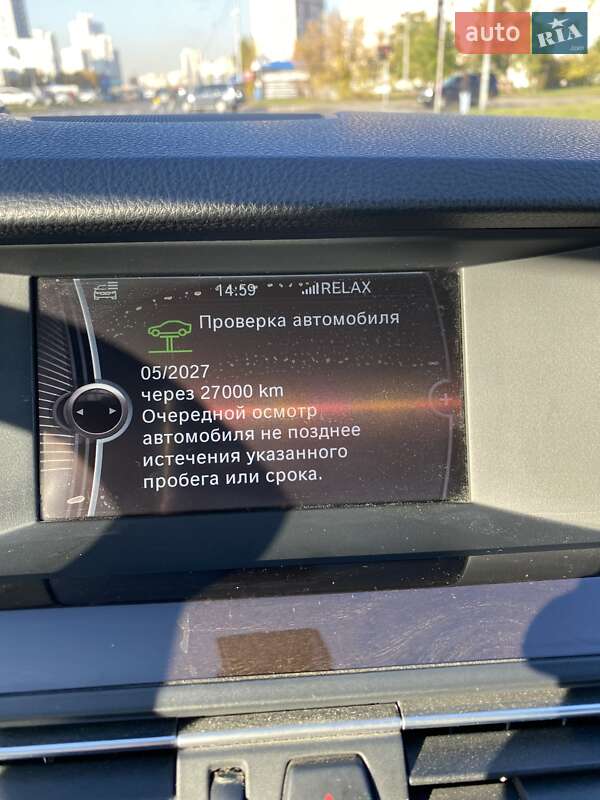 auto RIA
.com
14:59 RELAX
Проверка автомобиля
05/2027
через 27000 km
Очередной осмотр
автомобиля не позднее
истечения указанного
пробега или срока.